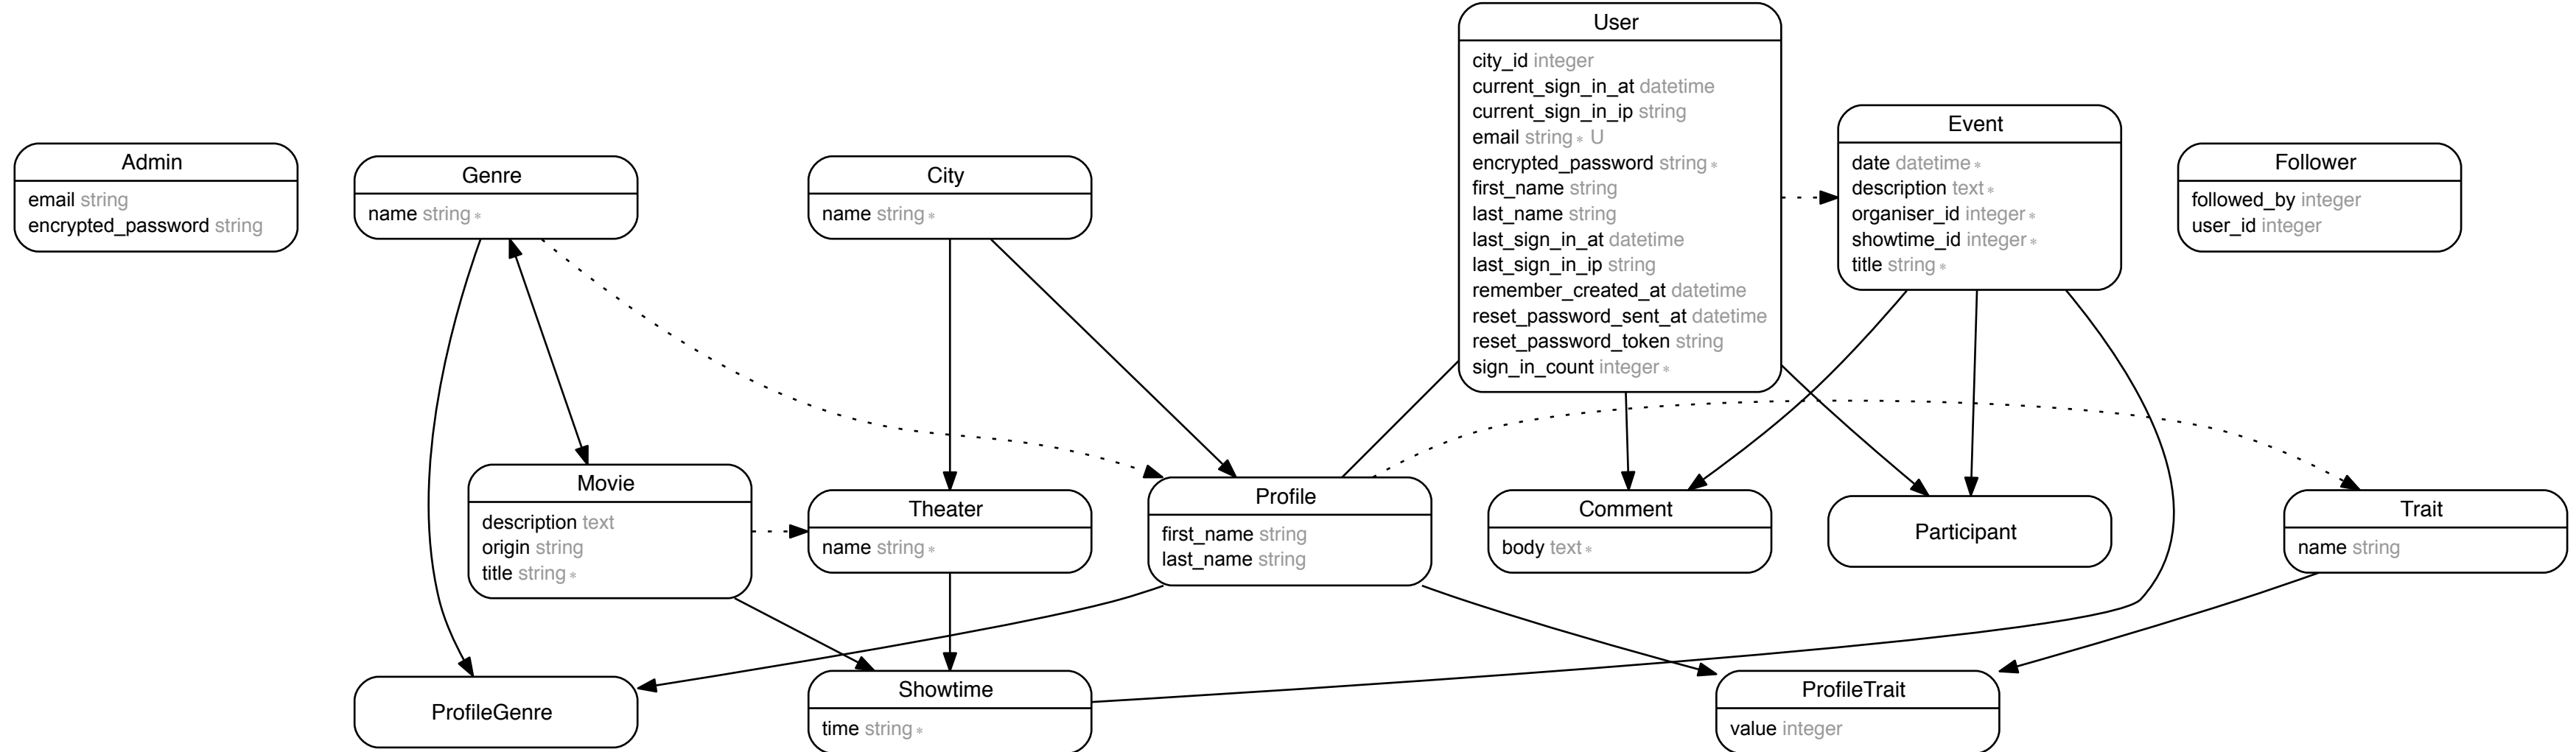 Admin
email string
encrypted_password string
Genre
name string *
City
name string *
User
city_id integer
current_sign_in_at datetime
current_sign_in_ip string
email string * U
encrypted_password string *
first_name string
last_name string
last_sign_in_at datetime
last_sign_in_ip string
remember_created_at datetime
reset_password_sent_at datetime
reset_password_token string
sign_in_count integer *
Event
date datetime *
description text *
organiser_id integer *
showtime_id integer *
title string *
Follower
followed_by integer
user_id integer
Movie
description text
origin string
title string *
Theater
name string *
Profile
first_name string
last_name string
Comment
body text *
Participant
Trait
name string
ProfileGenre
Showtime
time string *
ProfileTrait
value integer